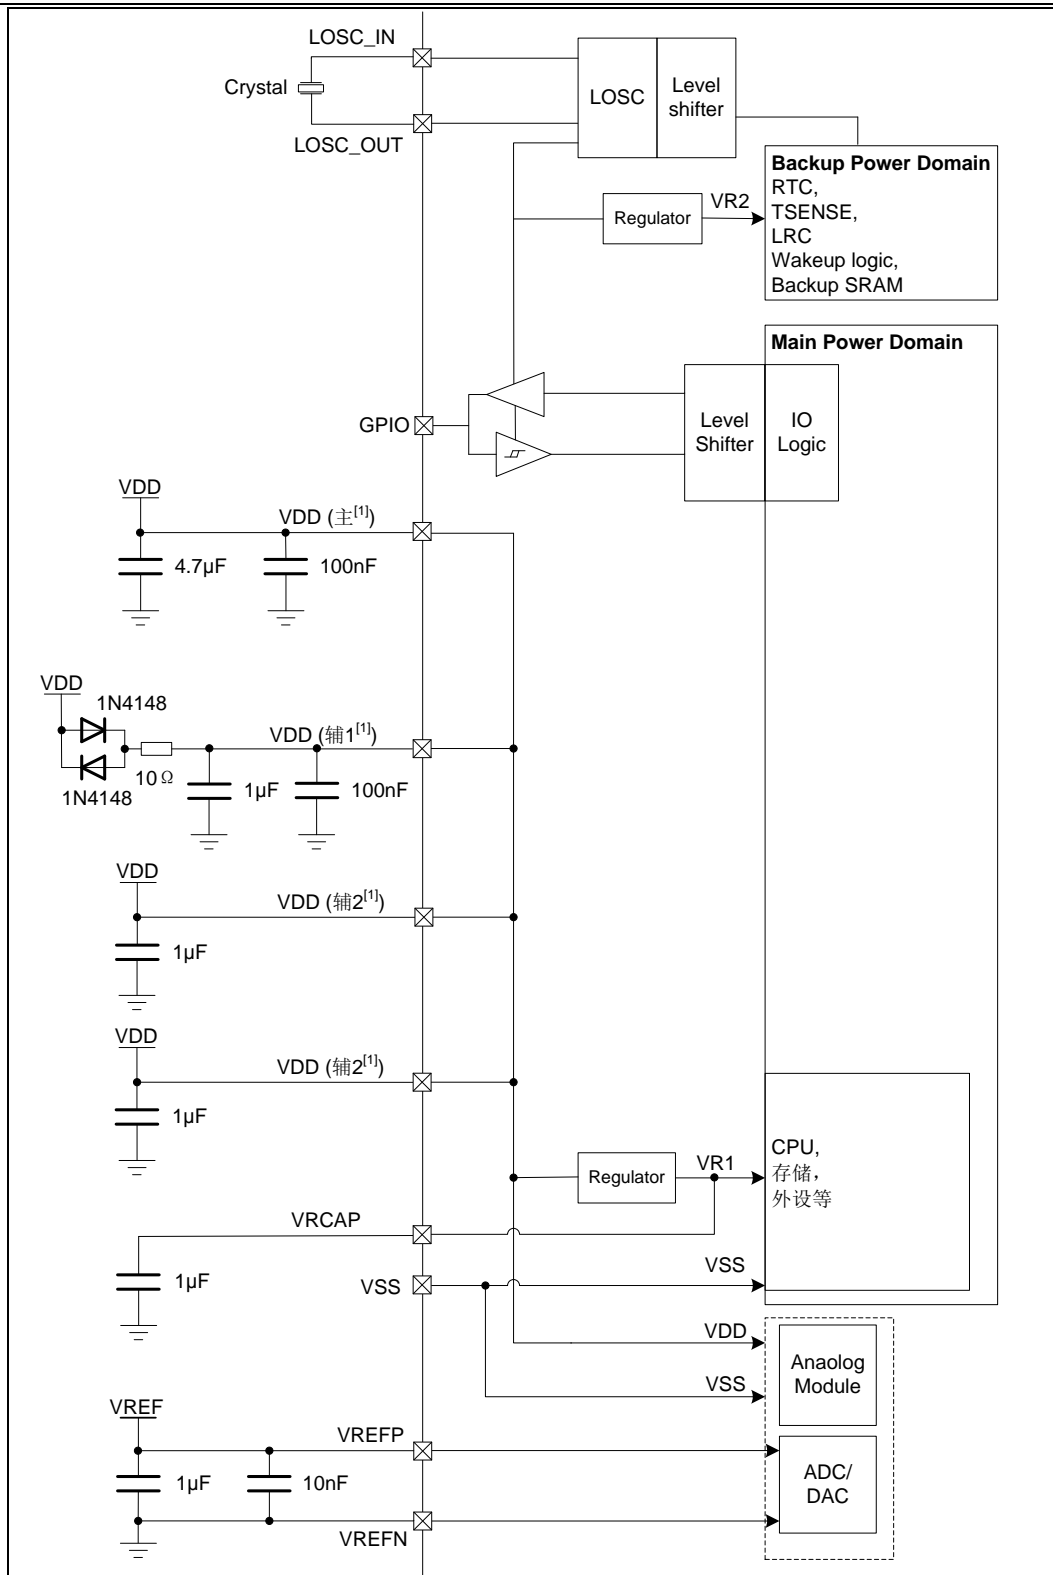 LOSC_IN
Crystal
LOSC_OUT
LOSC
Level
shifter
Backup Power Domain
RTC,
TSENSE,
LRC
Wakeup logic,
Backup SRAM
Regulator
VR2
Main Power Domain
GPIO
Level
Shifter
IO
Logic
VDD
VDD (主[1])
4.7µF
100nF
VDD
1N4148
VDD (辅1[1])
10Ω
1N4148
1µF
100nF
VDD
VDD (辅2[1])
1µF
VDD
VDD (辅2[1])
1µF
Regulator
VR1
CPU,
存储，
外设等
VRCAP
1µF
VSS
VSS
VDD
VSS
Anaolog
Module
VREF
VREFP
1µF
10nF
VREFN
ADC/
DAC